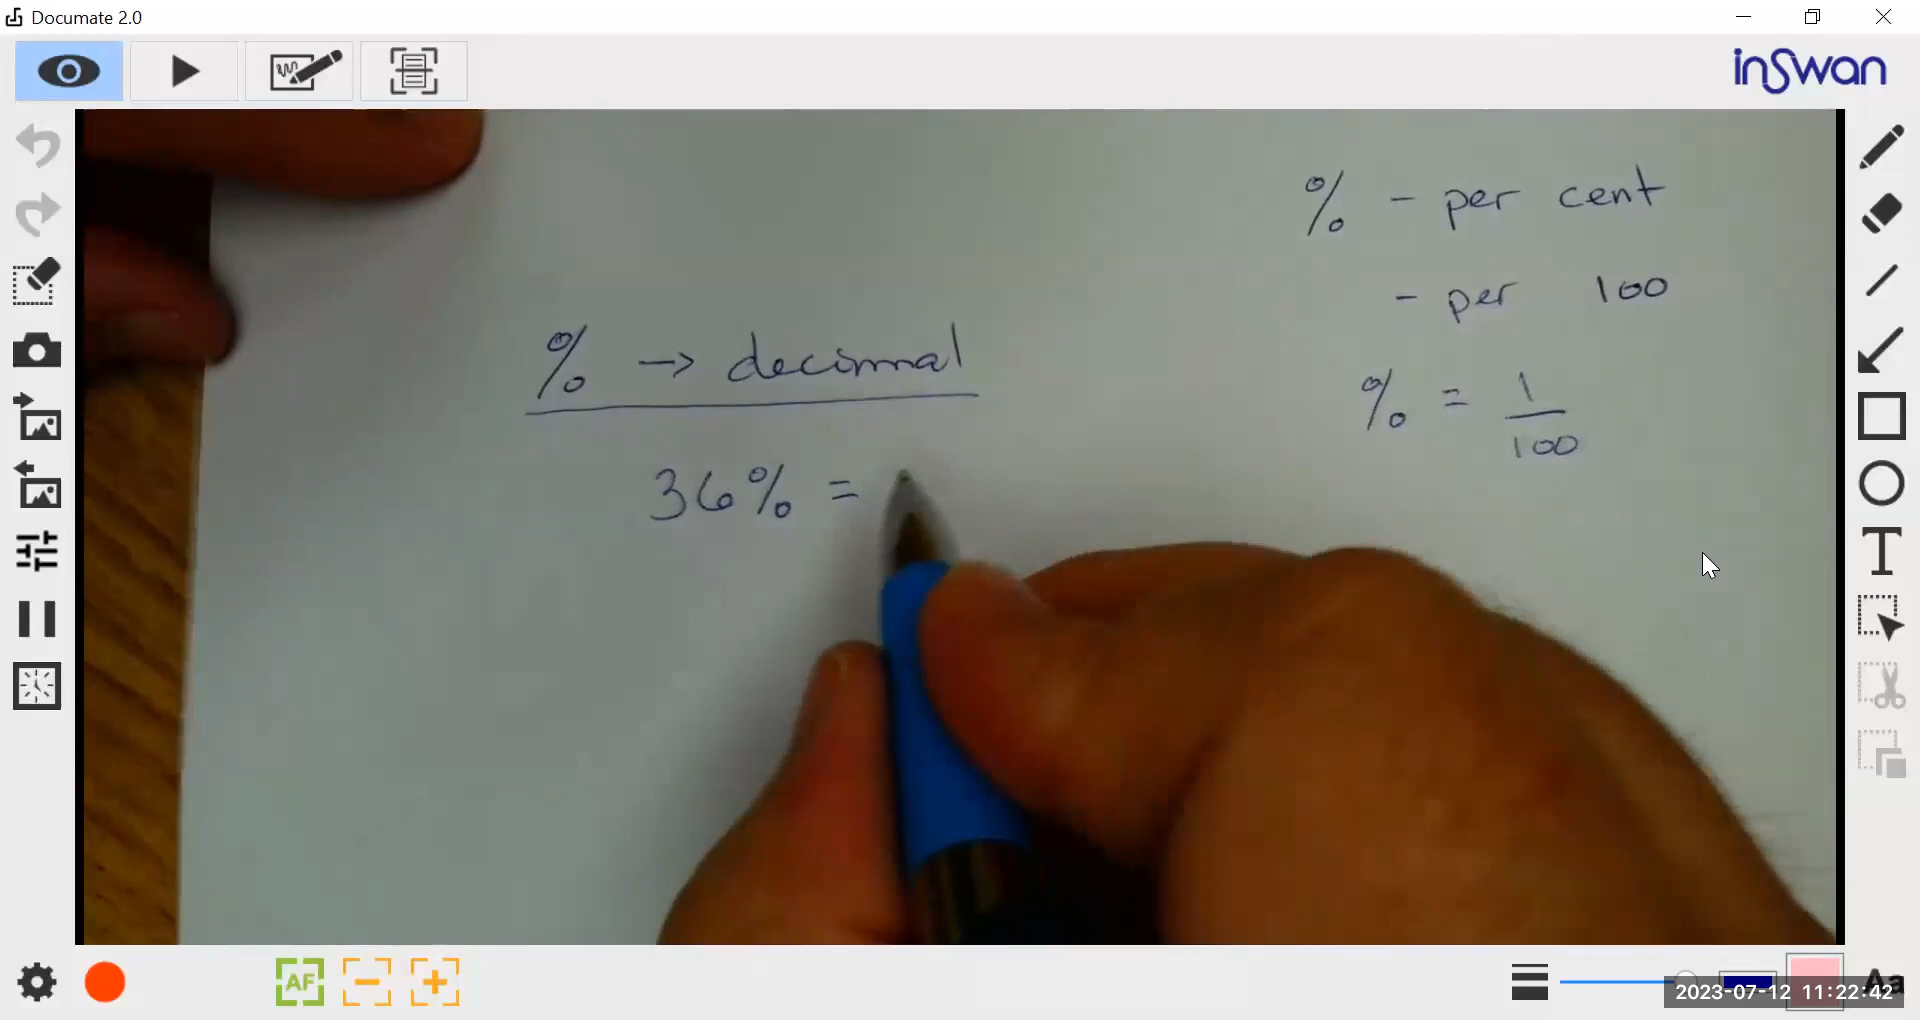 Documate 2.0
inSwan
% - per cent
- per 100
% → decimal
% = 1/100
36% =
AF
T
Aa
2023-07-12 11:22:42